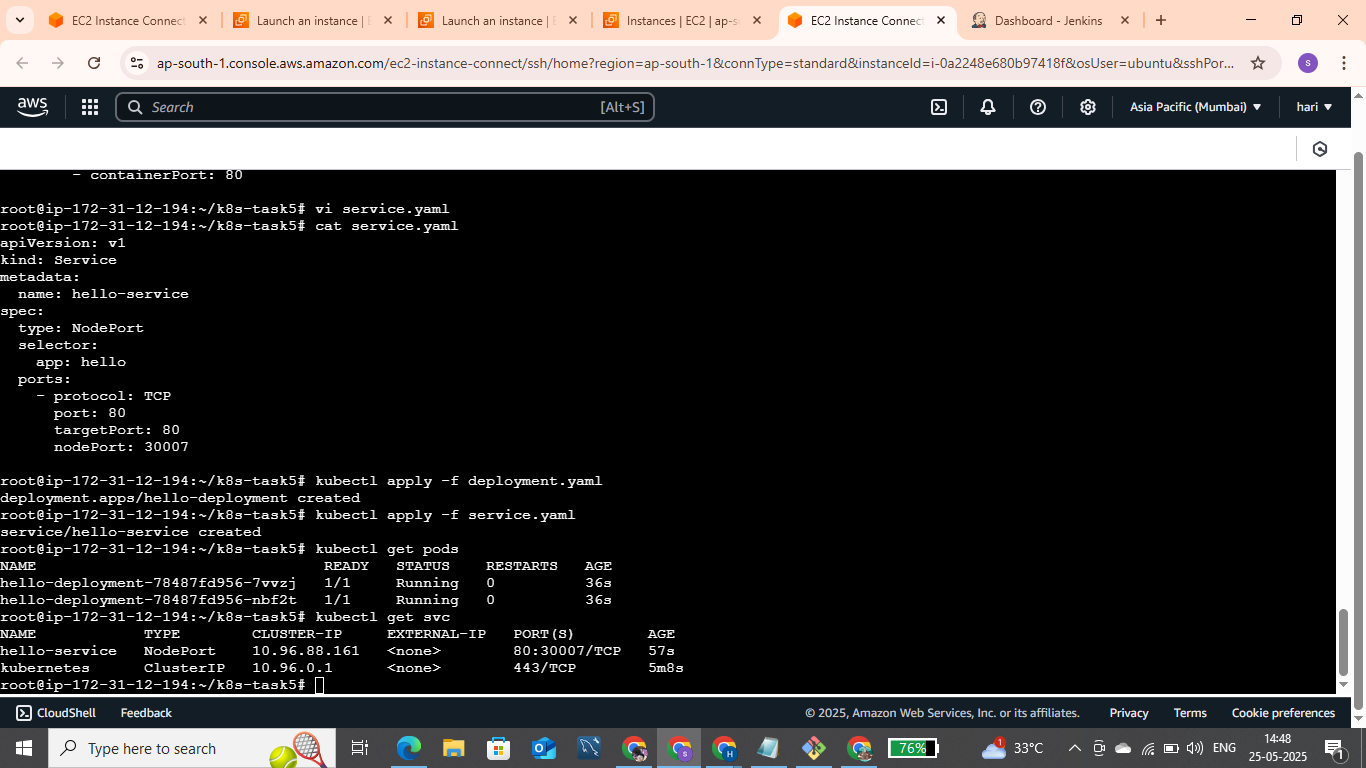 EC2 Instance Connect
Launch an instance | E
Launch an instance | E
Instances | EC2 | ap-s
EC2 Instance Connect
Dashboard - Jenkins
ap-south-1.console.aws.amazon.com/ec2-instance-connect/ssh/home?region=ap-south-1&connType=standard&instanceId=i-0a2248e680b97418f&osUser=ubuntu&sshPor...
s
aws
Search
[Alt+S]
Asia Pacific (Mumbai)
hari
        - containerPort: 80
root@ip-172-31-12-194:~/k8s-task5# vi service.yaml
root@ip-172-31-12-194:~/k8s-task5# cat service.yaml
apiVersion: v1
kind: Service
metadata:
  name: hello-service
spec:
  type: NodePort
  selector:
    app: hello
  ports:
    - protocol: TCP
      port: 80
      targetPort: 80
      nodePort: 30007
root@ip-172-31-12-194:~/k8s-task5# kubectl apply -f deployment.yaml
deployment.apps/hello-deployment created
root@ip-172-31-12-194:~/k8s-task5# kubectl apply -f service.yaml
service/hello-service created
root@ip-172-31-12-194:~/k8s-task5# kubectl get pods
NAME                                READY   STATUS    RESTARTS   AGE
hello-deployment-78487fd956-7vvzj   1/1     Running   0          36s
hello-deployment-78487fd956-nbf2t   1/1     Running   0          36s
root@ip-172-31-12-194:~/k8s-task5# kubectl get svc
NAME            TYPE        CLUSTER-IP     EXTERNAL-IP   PORT(S)        AGE
hello-service   NodePort    10.96.88.161   <none>        80:30007/TCP   57s
kubernetes      ClusterIP   10.96.0.1      <none>        443/TCP        5m8s
root@ip-172-31-12-194:~/k8s-task5#
CloudShell
Feedback
© 2025, Amazon Web Services, Inc. or its affiliates.
Privacy
Terms
Cookie preferences
Type here to search
76%
1
33°C
ENG
14:48
25-05-2025
1